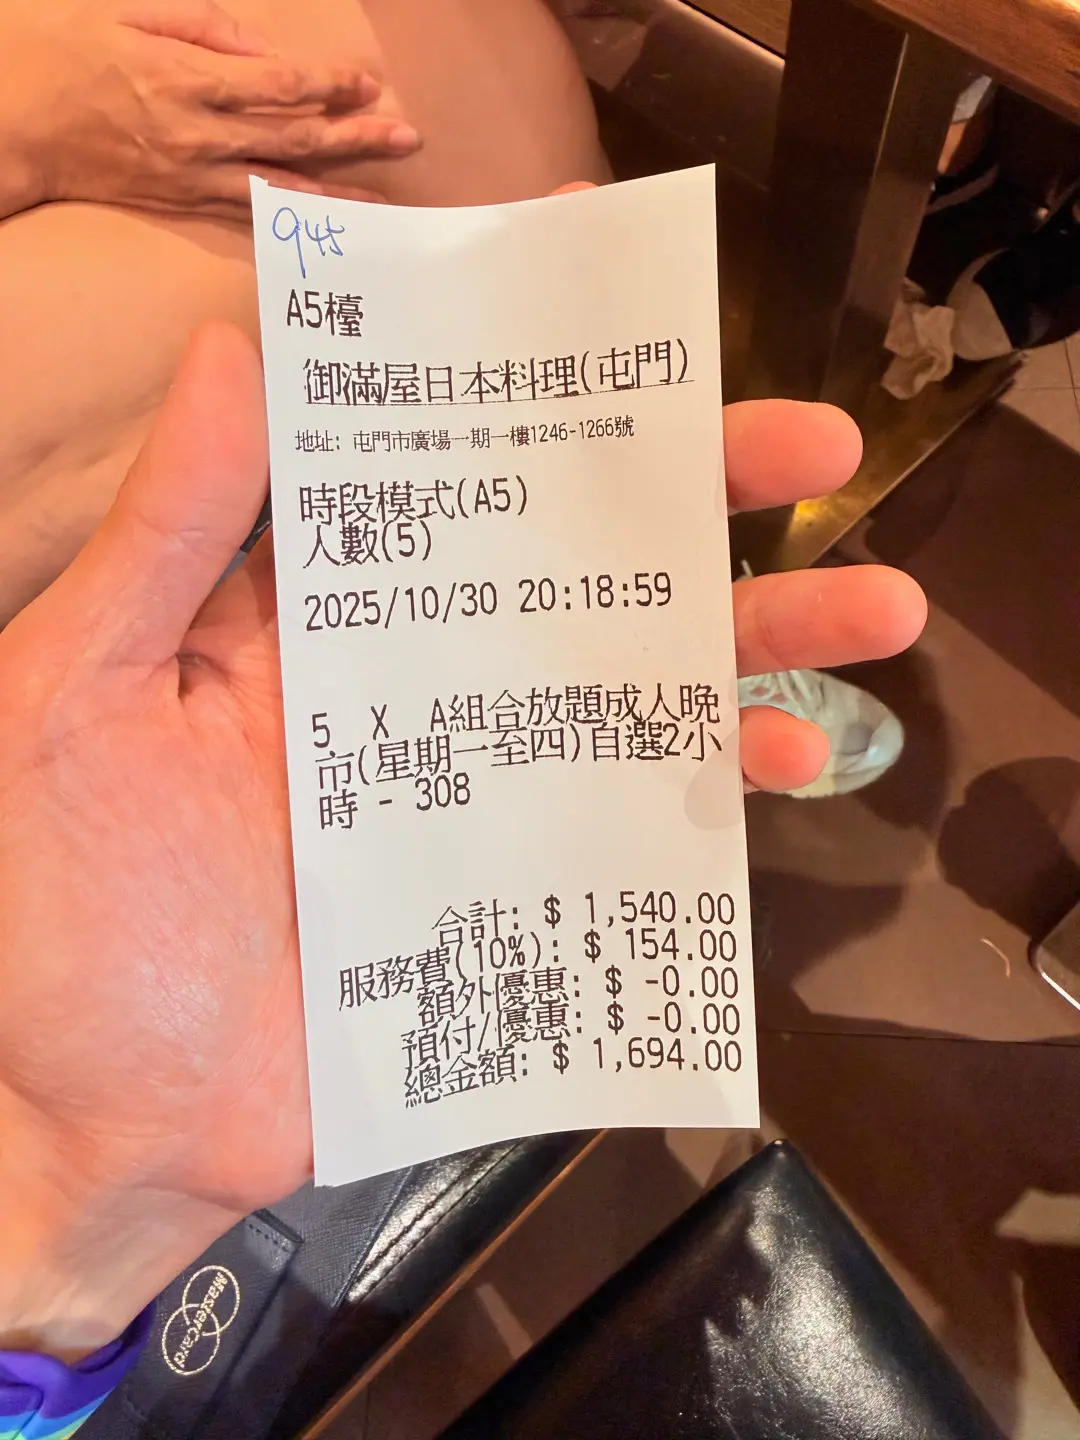 945
A5檯
御滿屋日本料理(屯門)
地址: 屯門市廣場一期一樓1246-1266號
時段模式(A5)
人數(5)
2025/10/30 20:18:59
5 X A組合放題成人晚
市(星期一至四)自選2小
時 - 308
合計: $ 1,540.00
服務費(10%): $ 154.00
額外優惠: $ -0.00
預付/優惠: $ -0.00
總金額: $ 1,694.00
MasterCard